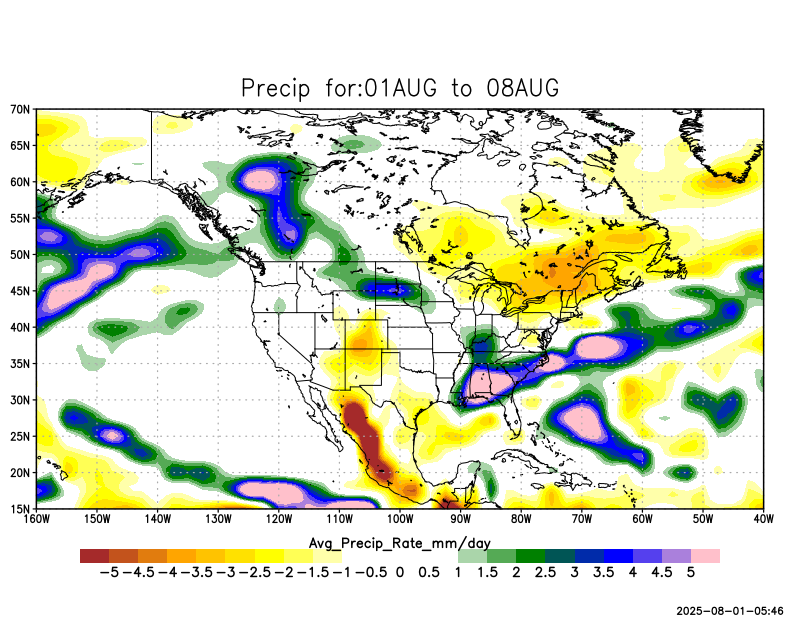 Precip for:01AUG to 08AUG
70N
65N
60N
55N
50N
45N
40N
35N
30N
25N
20N
15N
160W 150W 140W 130W 120W 110W 100W 90W 80W 70W 60W 50W 40W
Avg_Precip_Rate_mm/day
-5 -4.5 -4 -3.5 -3 -2.5 -2 -1.5 -1 -0.5 0 0.5 1 1.5 2 2.5 3 3.5 4 4.5 5
2025-08-01-05:46